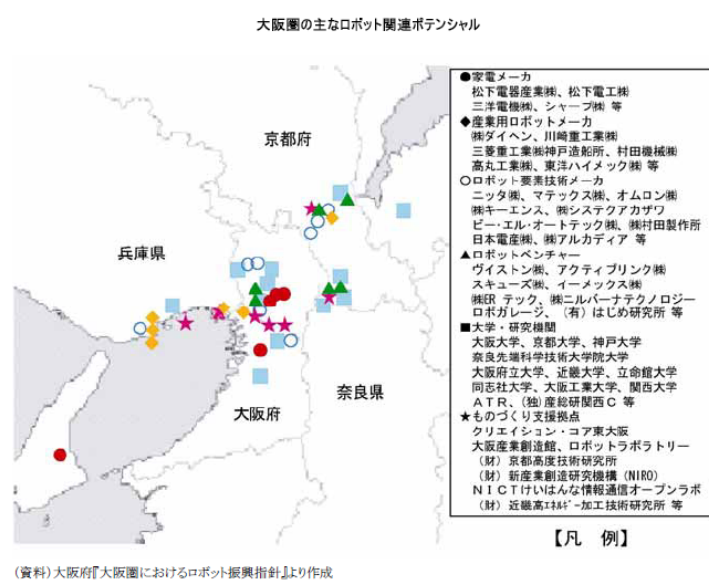 大阪圏の主なロボット関連ポテンシャル
京都府
兵庫県
大阪府
奈良県
●家電メーカ
松下電器産業㈱、松下電工㈱
三洋電機㈱、シャープ㈱ 等
◆産業用ロボットメーカ
㈱ダイヘン、川崎重工業㈱
三菱重工業㈱神戸造船所、村田機械㈱
高丸工業㈱、東洋ハイメック㈱ 等
○ロボット要素技術メーカ
ニッタ㈱、マテックス㈱、オムロン㈱
㈱キーエンス、㈱システクアカザワ
ピー・エル・オートテック㈱、㈱村田製作所
日本電産㈱、㈱アルカディア 等
▲ロボットベンチャー
ヴイストン㈱、アクティブリンク㈱
スキューズ㈱、イーメックス㈱
㈱ER テック、㈱ニルバーナテクノロジー
ロボガレージ、（有）はじめ研究所 等
■大学・研究機関
大阪大学、京都大学、神戸大学
奈良先端科学技術大学院大学
大阪府立大学、近畿大学、立命館大学
同志社大学、大阪工業大学、関西大学
ＡＴＲ、（独）産総研関西Ｃ 等
★ものづくり支援拠点
クリエイション・コア東大阪
大阪産業創造館、ロボットラボラトリー
（財）京都高度技術研究所
（財）新産業創造研究機構（NIRO）
ＮＩＣＴけいはんな情報通信オープンラボ
（財）近畿高ｴﾈﾙｷﾞｰ加工技術研究所 等
【凡 例】
（資料）大阪府『大阪圏におけるロボット振興指針』より作成